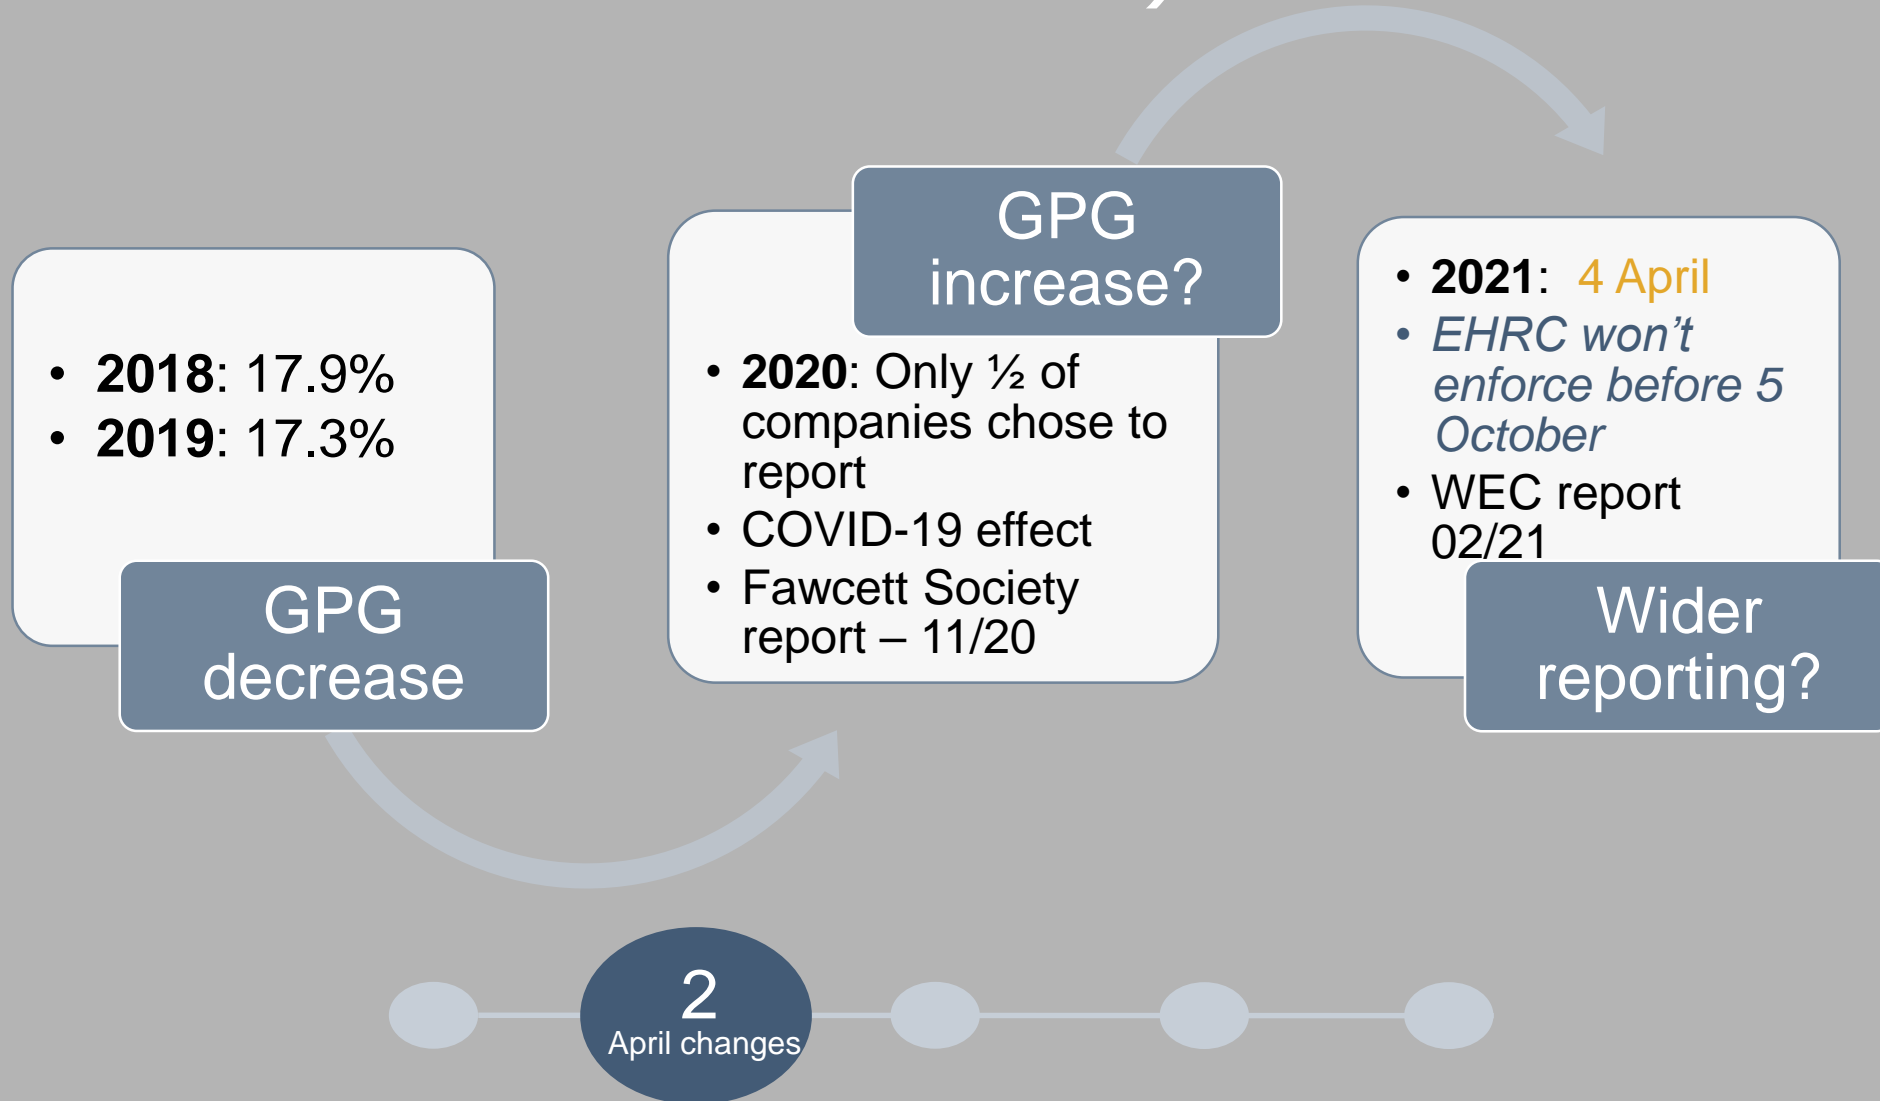 • 2018: 17.9%
• 2019: 17.3%
GPG
decrease
GPG
increase?
• 2020: Only ½ of
companies chose to
report
• COVID-19 effect
• Fawcett Society
report – 11/20
• 2021:  4 April
• EHRC won’t
enforce before 5
October
• WEC report
02/21
Wider
reporting?
2
April changes